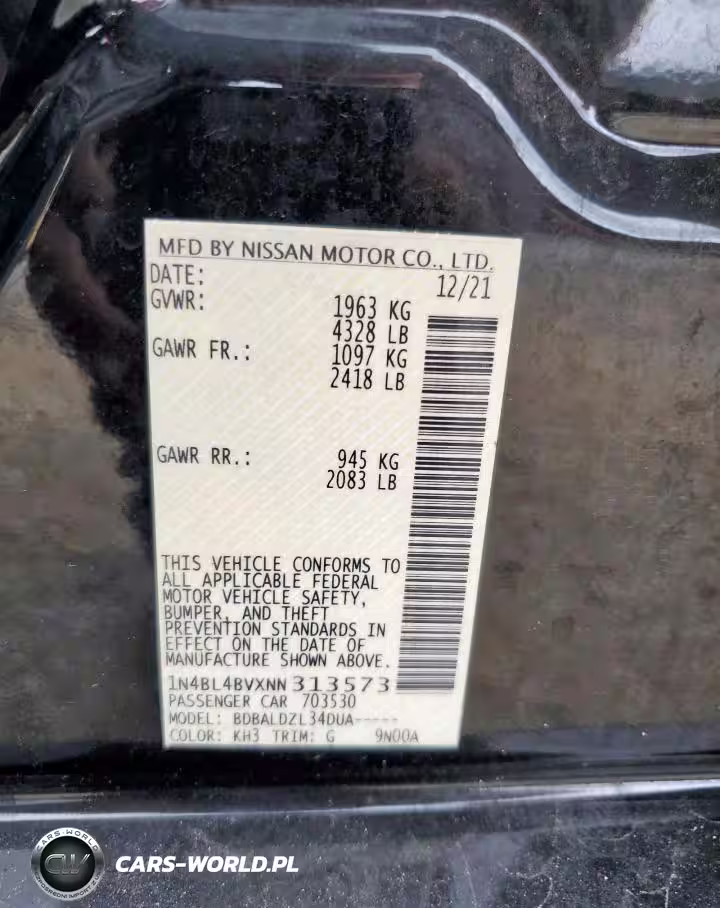 MFD BY NISSAN MOTOR CO., LTD.
DATE: 12/21
GVWR: 1963 KG
4328 LB
GAWR FR.: 1097 KG
2418 LB
GAWR RR.: 945 KG
2083 LB
THIS VEHICLE CONFORMS TO
ALL APPLICABLE FEDERAL
MOTOR VEHICLE SAFETY,
BUMPER, AND THEFT
PREVENTION STANDARDS IN
EFFECT ON THE DATE OF
MANUFACTURE SHOWN ABOVE.
1N4BL4BVXNN313573
PASSENGER CAR 703530
MODEL: BDBALDZL34DUA-----
COLOR: KH3 TRIM: G 9N00A
CARS-WORLD
CW
CARS-WORLD.PL